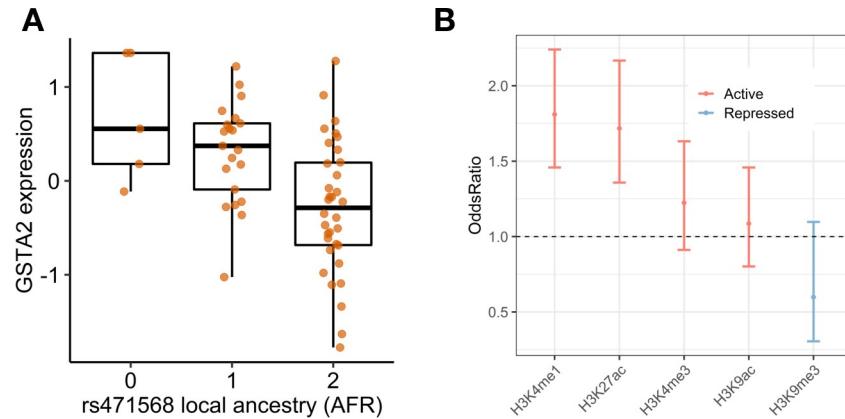 A
GSTA2 expression
1
0
-1
0 1 2
rs471568 local ancestry (AFR)
B
OddsRatio
2.0
1.5
1.0
0.5
Active
Repressed
H3K4me1
H3K27ac
H3K4me3
H3K9ac
H3K9me3